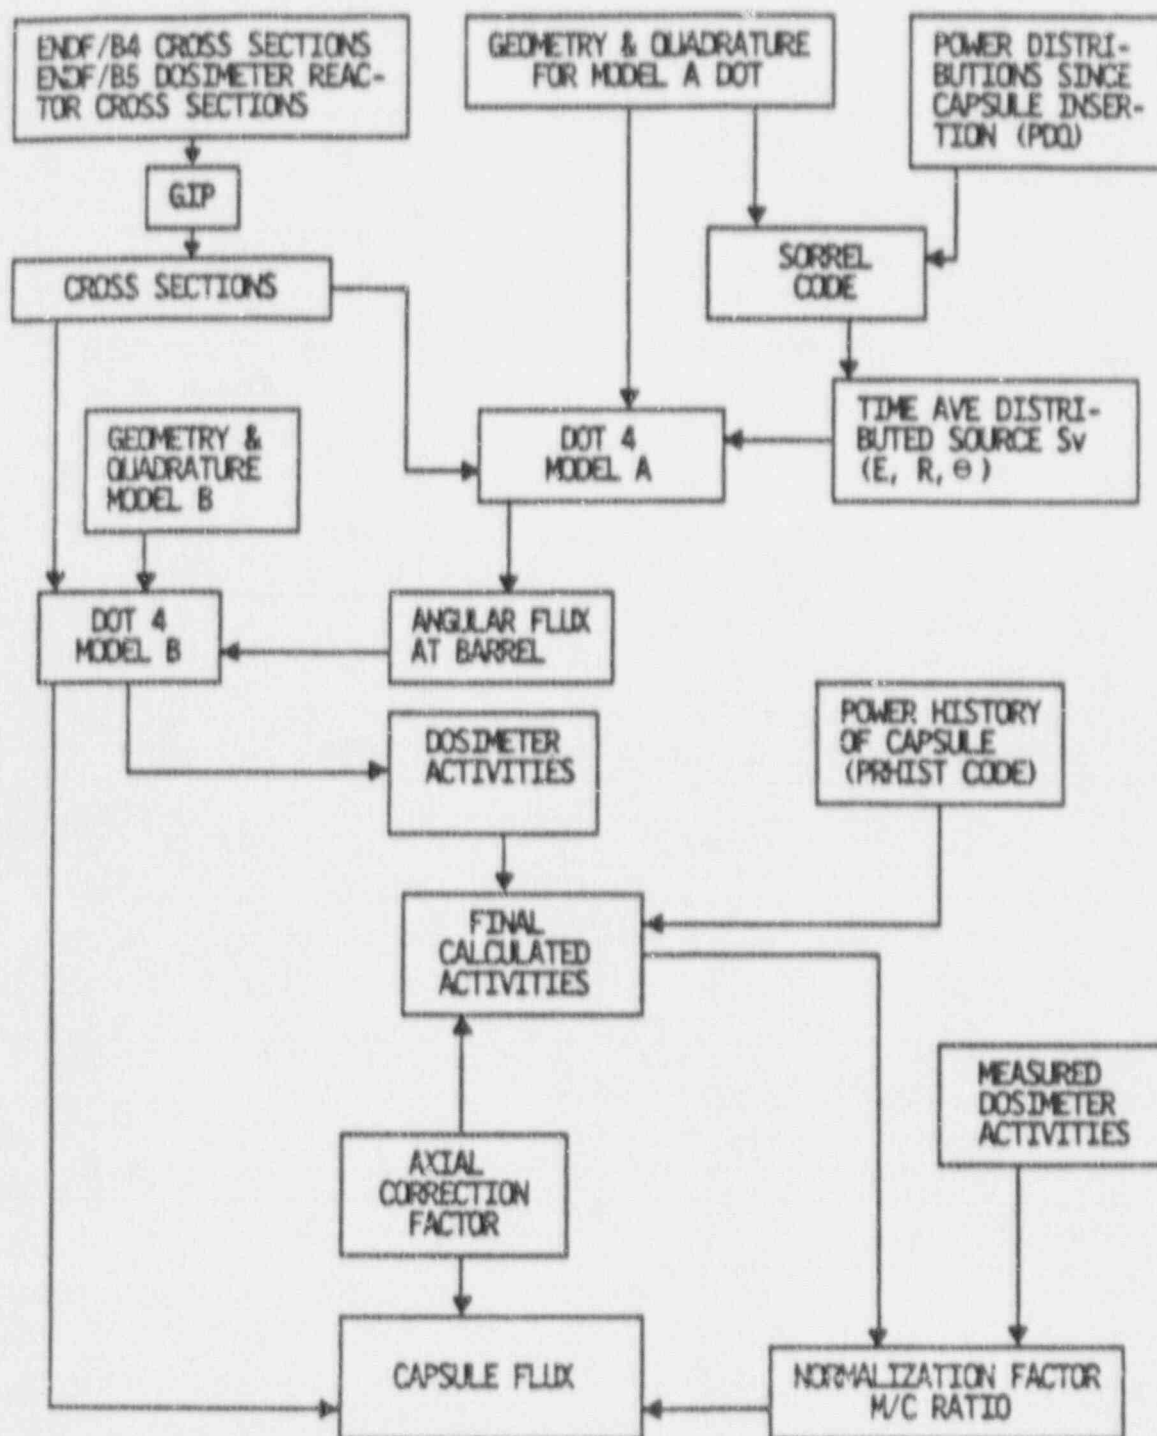 ENDF/B4 CROSS SECTIONS
ENDF/B5 DOSIMETER REAC-
TOR CROSS SECTIONS
GEOMETRY & QUADRATURE
FOR MODEL A DOT
POWER DISTRI-
BUTIONS SINCE
CAPSULE INSER-
TION (PDQ)
GIP
SORREL
CODE
CROSS SECTIONS
TIME AVE DISTRI-
BUTED SOURCE Sv
(E, R, Θ)
GEOMETRY &
QUADRATURE
MODEL B
DOT 4
MODEL A
DOT 4
MODEL B
ANGULAR FLUX
AT BARREL
POWER HISTORY
OF CAPSULE
(PRHIST CODE)
DOSIMETER
ACTIVITIES
FINAL
CALCULATED
ACTIVITIES
MEASURED
DOSIMETER
ACTIVITIES
AXIAL
CORRECTION
FACTOR
CAPSULE FLUX
NORMALIZATION FACTOR
M/C RATIO